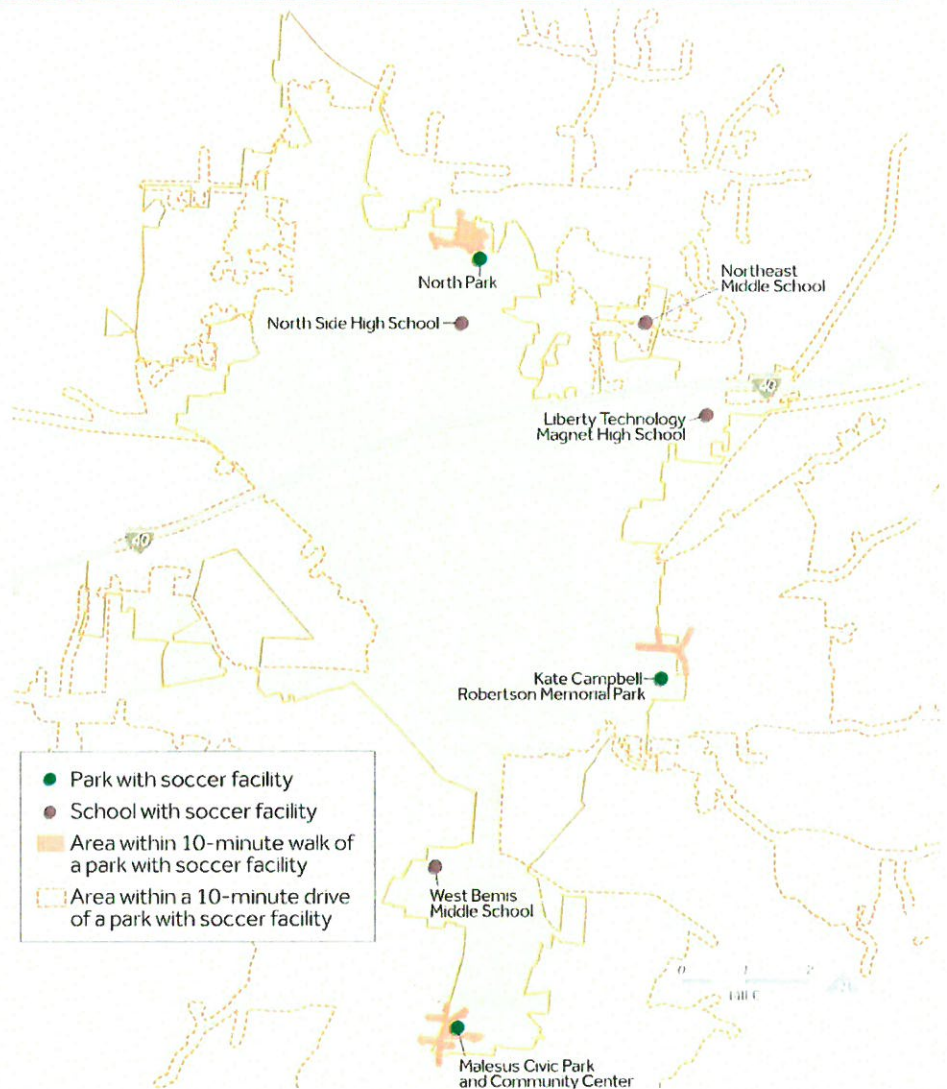 North Park
Northeast
Middle School
North Side High School
40
Liberty Technology
Magnet High School
40
Kate Campbell
Robertson Memorial Park
Park with soccer facility
School with soccer facility
Area within 10-minute walk of
a park with soccer facility
Area within a 10-minute drive
of a park with soccer facility
West Bemis
Middle School
0 1 2
Malesus Civic Park
and Community Center